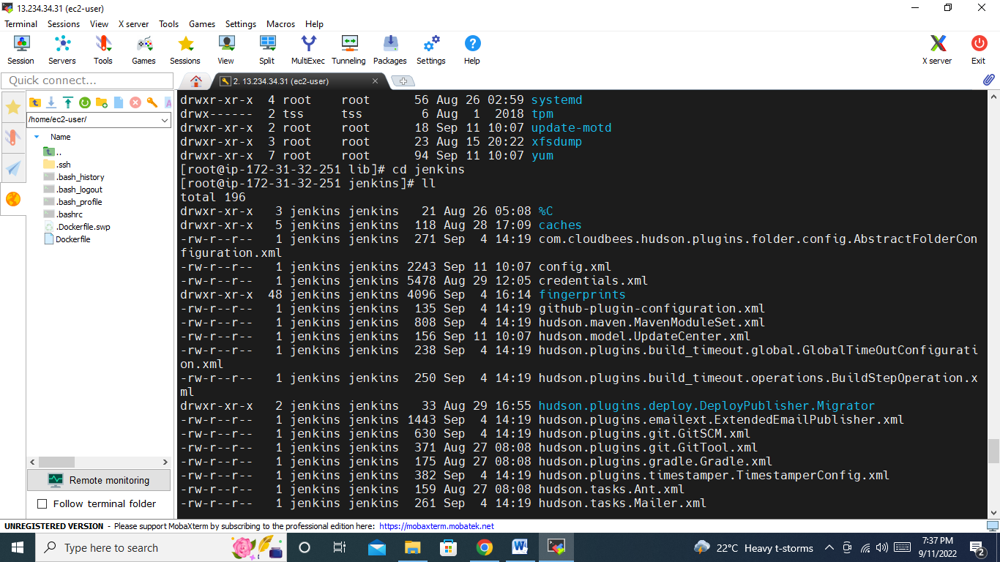 13.234.34.31 (ec2-user)
Terminal Sessions View X server Tools Games Settings Macros Help
Session Servers Tools Games Sessions View Split MultiExec Tunneling Packages Settings Help X server Exit
Quick connect...
2. 13.234.34.31 (ec2-user)
/home/ec2-user/
Name
..
.ssh
.bash_history
.bash_logout
.bash_profile
.bashrc
.Dockerfile.swp
Dockerfile
Remote monitoring
Follow terminal folder
drwxr-xr-x 4 root root 56 Aug 26 02:59 systemd
drwx------ 2 tss tss 6 Aug 1 2018 tpm
drwxr-xr-x 2 root root 18 Sep 11 10:07 update-motd
drwxr-xr-x 3 root root 23 Aug 15 20:22 xfsdump
drwxr-xr-x 7 root root 94 Sep 11 10:07 yum
[root@ip-172-31-32-251 lib]# cd jenkins
[root@ip-172-31-32-251 jenkins]# ll
total 196
drwxr-xr-x 3 jenkins jenkins 21 Aug 26 05:08 %C
drwxr-xr-x 5 jenkins jenkins 118 Aug 28 17:09 caches
-rw-r--r-- 1 jenkins jenkins 271 Sep 4 14:19 com.cloudbees.hudson.plugins.folder.config.AbstractFolderCon
figuration.xml
-rw-r--r-- 1 jenkins jenkins 2243 Sep 11 10:07 config.xml
-rw-r--r-- 1 jenkins jenkins 5478 Aug 29 12:05 credentials.xml
drwxr-xr-x 48 jenkins jenkins 4096 Sep 4 16:14 fingerprints
-rw-r--r-- 1 jenkins jenkins 135 Sep 4 14:19 github-plugin-configuration.xml
-rw-r--r-- 1 jenkins jenkins 808 Sep 4 14:19 hudson.maven.MavenModuleSet.xml
-rw-r--r-- 1 jenkins jenkins 156 Sep 11 10:07 hudson.model.UpdateCenter.xml
-rw-r--r-- 1 jenkins jenkins 238 Sep 4 14:19 hudson.plugins.build_timeout.global.GlobalTimeOutConfigurati
on.xml
-rw-r--r-- 1 jenkins jenkins 250 Sep 4 14:19 hudson.plugins.build_timeout.operations.BuildStepOperation.x
ml
drwxr-xr-x 2 jenkins jenkins 33 Aug 29 16:55 hudson.plugins.deploy.DeployPublisher.Migrator
-rw-r--r-- 1 jenkins jenkins 1443 Sep 4 14:19 hudson.plugins.emailext.ExtendedEmailPublisher.xml
-rw-r--r-- 1 jenkins jenkins 630 Sep 4 14:19 hudson.plugins.git.GitSCM.xml
-rw-r--r-- 1 jenkins jenkins 371 Aug 27 08:08 hudson.plugins.git.GitTool.xml
-rw-r--r-- 1 jenkins jenkins 175 Aug 27 08:08 hudson.plugins.gradle.Gradle.xml
-rw-r--r-- 1 jenkins jenkins 382 Sep 4 14:19 hudson.plugins.timestamper.TimestamperConfig.xml
-rw-r--r-- 1 jenkins jenkins 159 Aug 27 08:08 hudson.tasks.Ant.xml
-rw-r--r-- 1 jenkins jenkins 261 Sep 4 14:19 hudson.tasks.Mailer.xml
UNREGISTERED VERSION - Please support MobaXterm by subscribing to the professional edition here: https://mobaxterm.mobatek.net
Type here to search
22°C Heavy t-storms
7:37 PM
9/11/2022
2